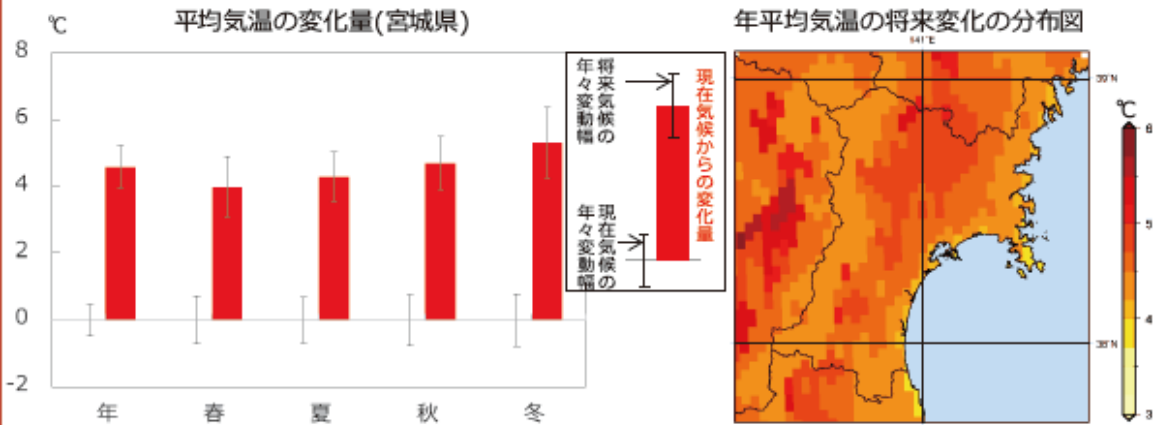 ℃
平均気温の変化量(宮城県)
8
6
4
2
0
-2
年
春
夏
秋
冬
将来気候の
年々変動幅
現在気候からの変化量
現在気候の
年々変動幅
年平均気温の将来変化の分布図
141°E
39°N
38°N
℃
6
5
4
3